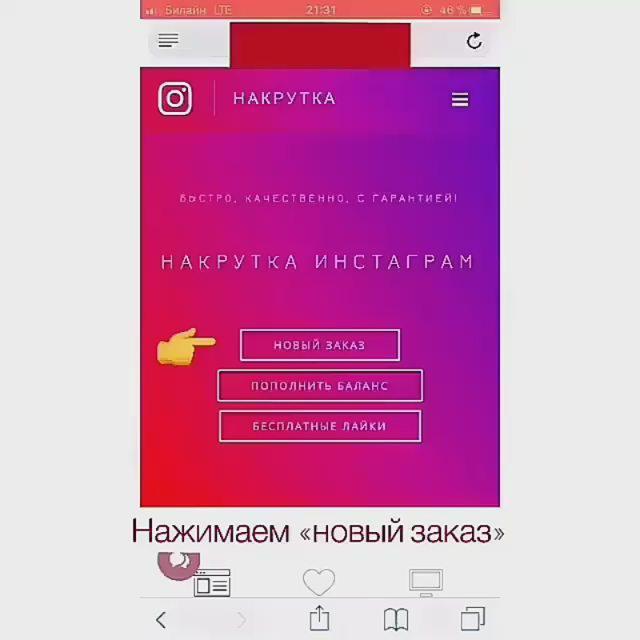 Билайн LTE 21:31 46 %
НАКРУТКА
БЫСТРО, КАЧЕСТВЕННО, С ГАРАНТИЕЙ!
НАКРУТКА ИНСТАГРАМ
НОВЫЙ ЗАКАЗ
ПОПОЛНИТЬ БАЛАНС
БЕСПЛАТНЫЕ ЛАЙКИ
Нажимаем «новый заказ»